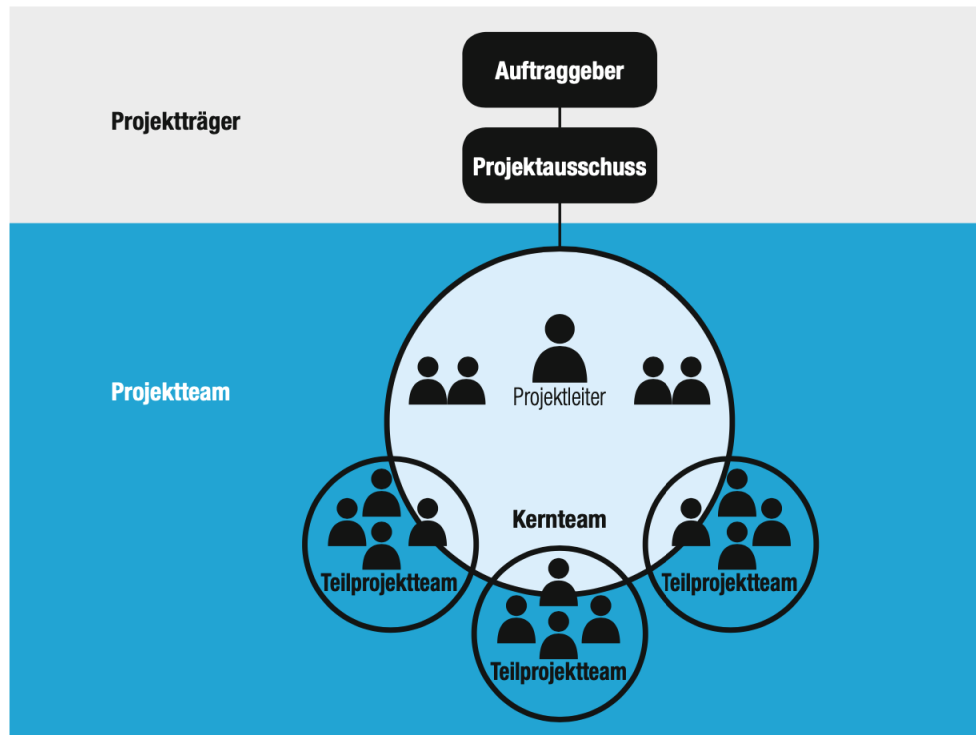 Auftraggeber
Projektträger
Projektausschuss
Projektteam
Projektleiter
Kernteam
Teilprojektteam
Teilprojektteam
Teilprojektteam